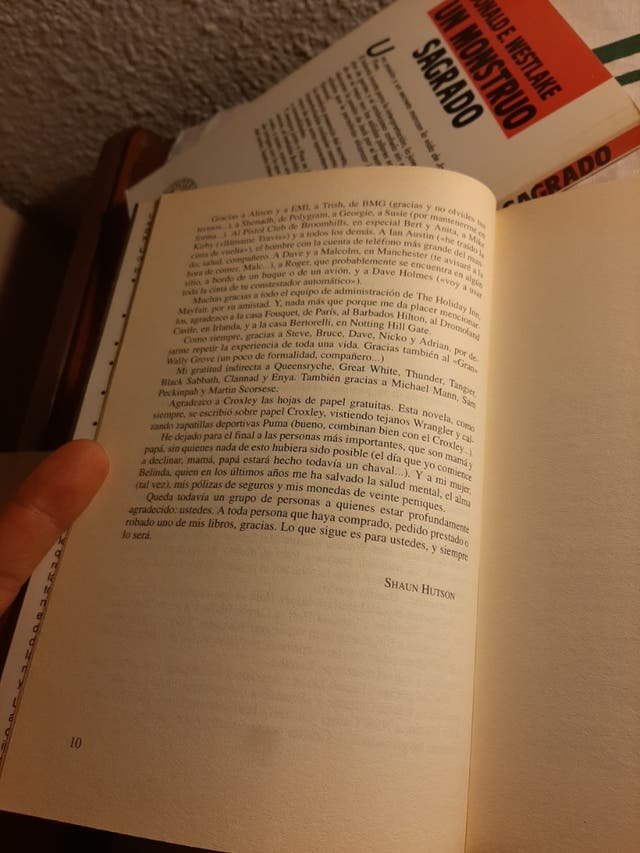 DONALD E. WESTLAKE
UN MONSTRUO
SAGRADO
SAGRADO
Gracias a Alison y a EMI, a Trish, de BMG (gracias y no olvides los
termos...), a Shonadh, de Polygram, a Georgie, a Susie (por mantenerme en
forma...). Al Pistol Club de Broomhills, en especial Bert y Anita, a Mike
Kirby («llámame Travis») y a todos los demás. A Ian Austin («he traído la
cinta de vuelta»), el hombre con la cuenta de teléfono más grande del mun-
do; salud, compañero. A Dave y a Malcolm, en Manchester (te avisaré a la
hora de comer, Malc...), a Roger, que probablemente se encuentra en algún
sitio, a bordo de un buque o de un avión, y a Dave Holmes («voy a usar
toda la cinta de tu constestador automático»).
Muchas gracias a todo el equipo de administración de The Holiday Inn,
Mayfair, por su amistad. Y, nada más que porque me da placer mencionar-
los, agradezco a la casa Fouquet, de París, al Barbados Hilton, al Dromoland
Castle, en Irlanda, y a la casa Bertorelli, en Notting Hill Gate.
Como siempre, gracias a Steve, Bruce, Dave, Nicko y Adrian, por de-
jarme repetir la experiencia de toda una vida. Gracias también al «Gran»
Wally Grove (un poco de formalidad, compañero...)
Mi gratitud indirecta a Queensryche, Great White, Thunder, Tangier,
Black Sabbath, Clannad y Enya. También gracias a Michael Mann, Sam
Peckinpah y Martin Scorsese.
Agradezco a Croxley las hojas de papel gratuitas. Esta novela, como
siempre, se escribió sobre papel Croxley, vistiendo tejanos Wrangler y cal-
zando zapatillas deportivas Puma (bueno, combinan bien con el Croxley...)
He dejado para el final a las personas más importantes, que son mamá y
papá, sin quienes nada de esto hubiera sido posible (el día que yo comience
a declinar, mamá, papá estará hecho todavía un chaval...). Y a mi mujer,
Belinda, quien en los últimos años me ha salvado la salud mental, el alma
(tal vez), mis pólizas de seguros y mis monedas de veinte peniques.
Queda todavía un grupo de personas a quienes estar profundamente
agradecido: ustedes. A toda persona que haya comprado, pedido prestado o
robado uno de mis libros, gracias. Lo que sigue es para ustedes, y siempre
lo será.
SHAUN HUTSON
10